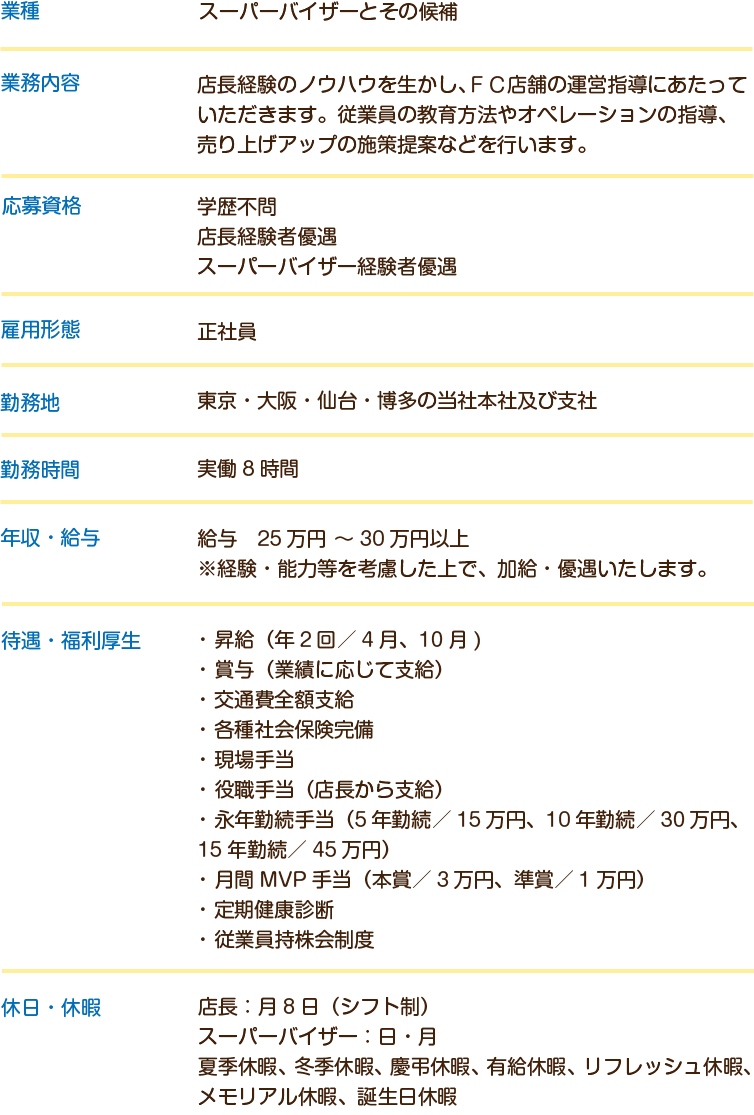 業種
スーパーバイザーとその候補
業務内容
店長経験のノウハウを生かし、ＦＣ店舗の運営指導にあたって
いただきます。従業員の教育方法やオペレーションの指導、
売り上げアップの施策提案などを行います。
応募資格
学歴不問
店長経験者優遇
スーパーバイザー経験者優遇
雇用形態
正社員
勤務地
東京・大阪・仙台・博多の当社本社及び支社
勤務時間
実働 8 時間
年収・給与
給与　25 万円 ～ 30 万円以上
※経験・能力等を考慮した上で、加給・優遇いたします。
待遇・福利厚生
・昇給（年 2 回／ 4 月、10 月 )
・賞与（業績に応じて支給）
・交通費全額支給
・各種社会保険完備
・現場手当
・役職手当（店長から支給）
・永年勤続手当（5 年勤続／ 15 万円、10 年勤続／ 30 万円、
15 年勤続／ 45 万円）
・月間 MVP 手当（本賞／ 3 万円、準賞／ 1 万円）
・定期健康診断
・従業員持株会制度
休日・休暇
店長：月 8 日（シフト制）
スーパーバイザー：日・月
夏季休暇、冬季休暇、慶弔休暇、有給休暇、リフレッシュ休暇、
メモリアル休暇、誕生日休暇